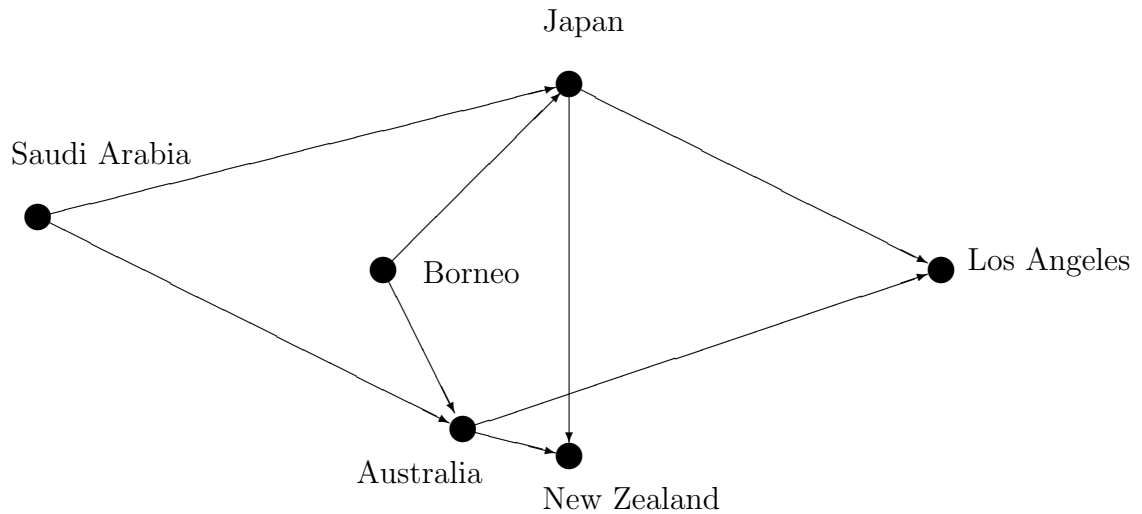 Japan
Saudi Arabia
Borneo
Los Angeles
Australia
New Zealand